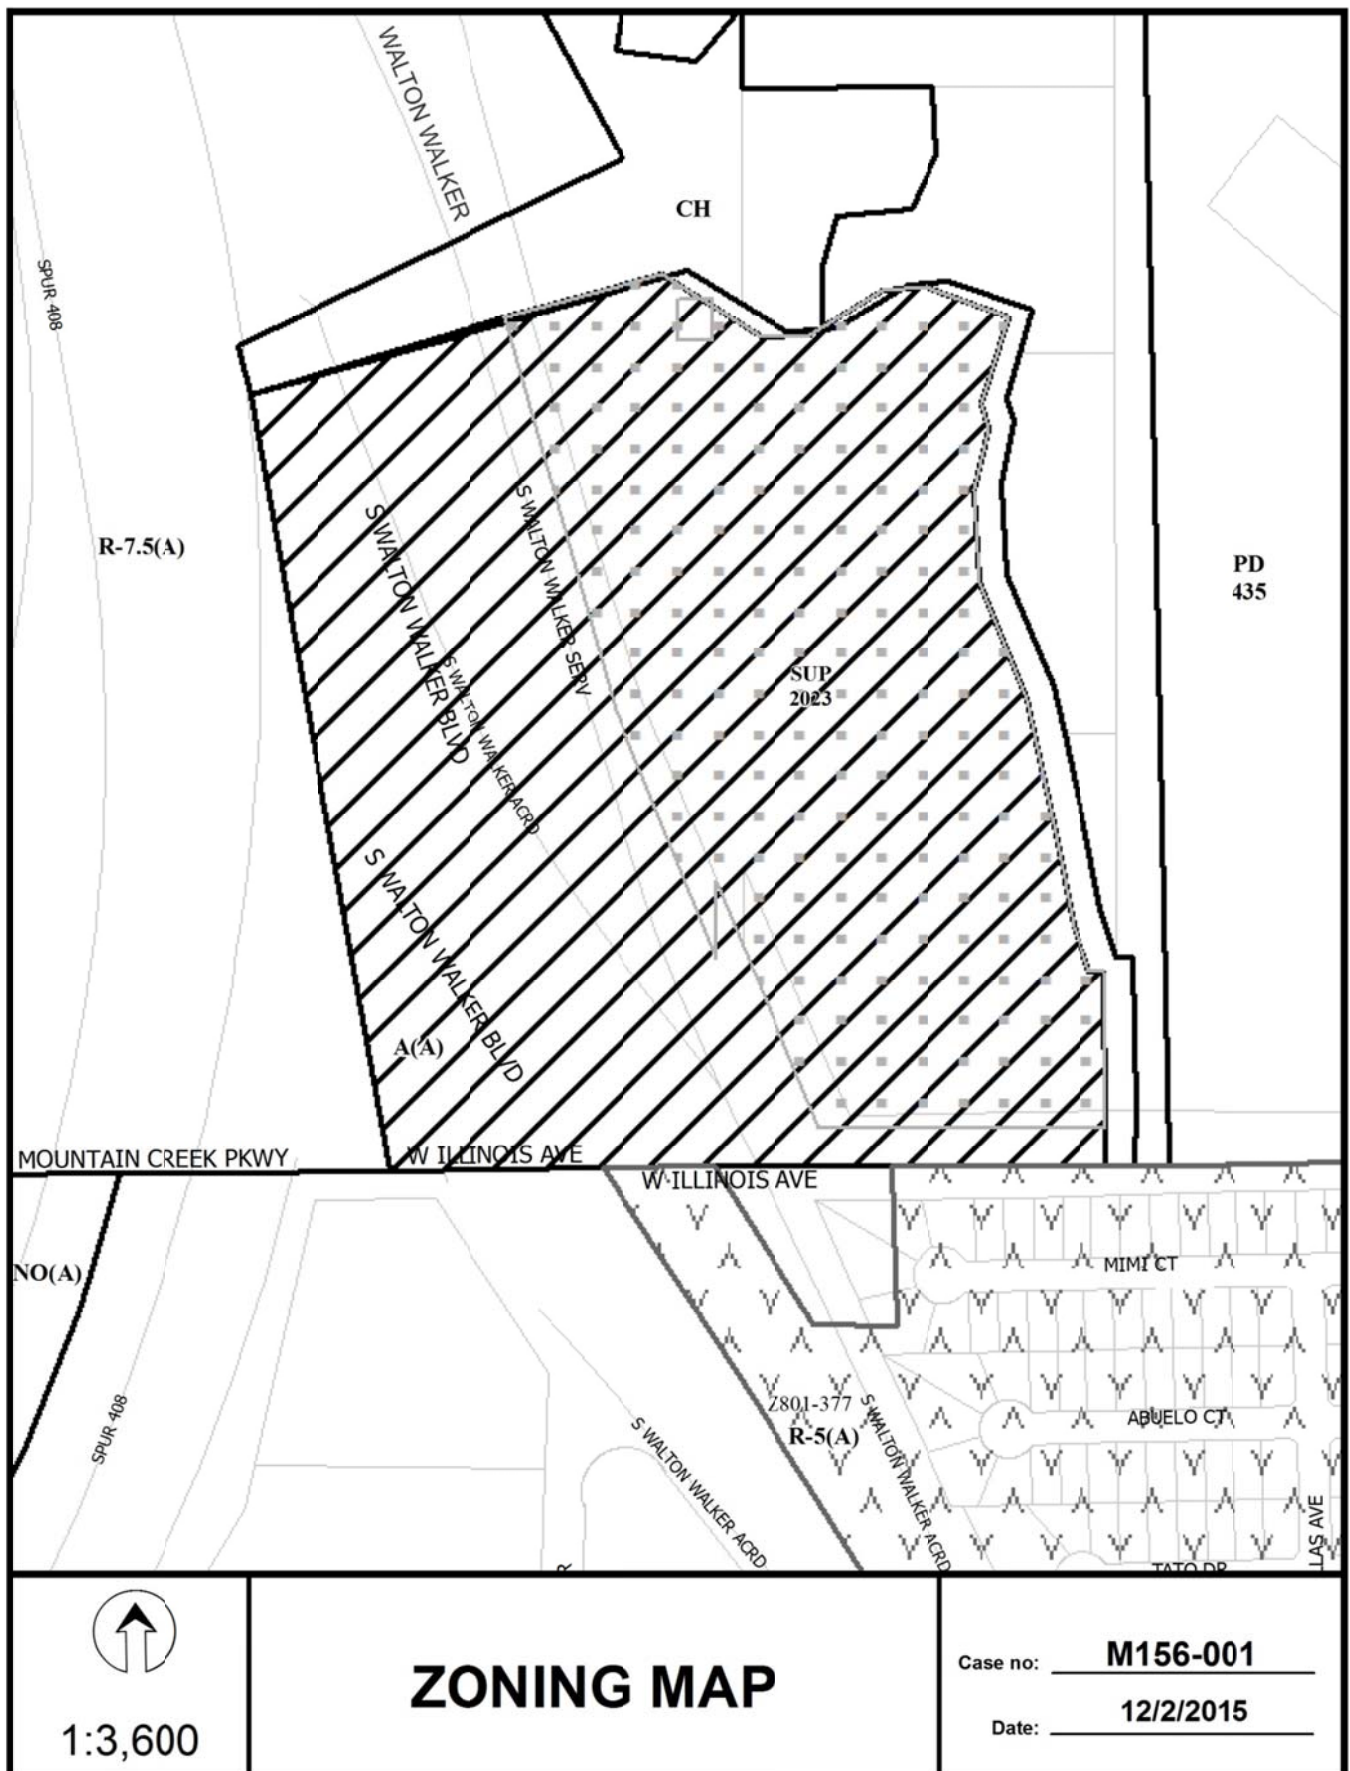 WALTON WALKER
CH
SPUR 408
R-7.5(A)
S WALTON WALKER BLVD
S WALTON WALKER SERV
PD
435
S WALTON WALKER ACRD
SUP
2023
S WALTON WALKER BLVD
A(A)
MOUNTAIN CREEK PKWY
W ILLINOIS AVE
W ILLINOIS AVE
MIMI CT
NO(A)
Z801-377
R-5(A)
ABUELO CT
SPUR 408
S WALTON WALKER ACRD
S WALTON WALKER ACRD
LAS AVE
TATO DR
1:3,600
ZONING MAP
Case no: M156-001
Date: 12/2/2015